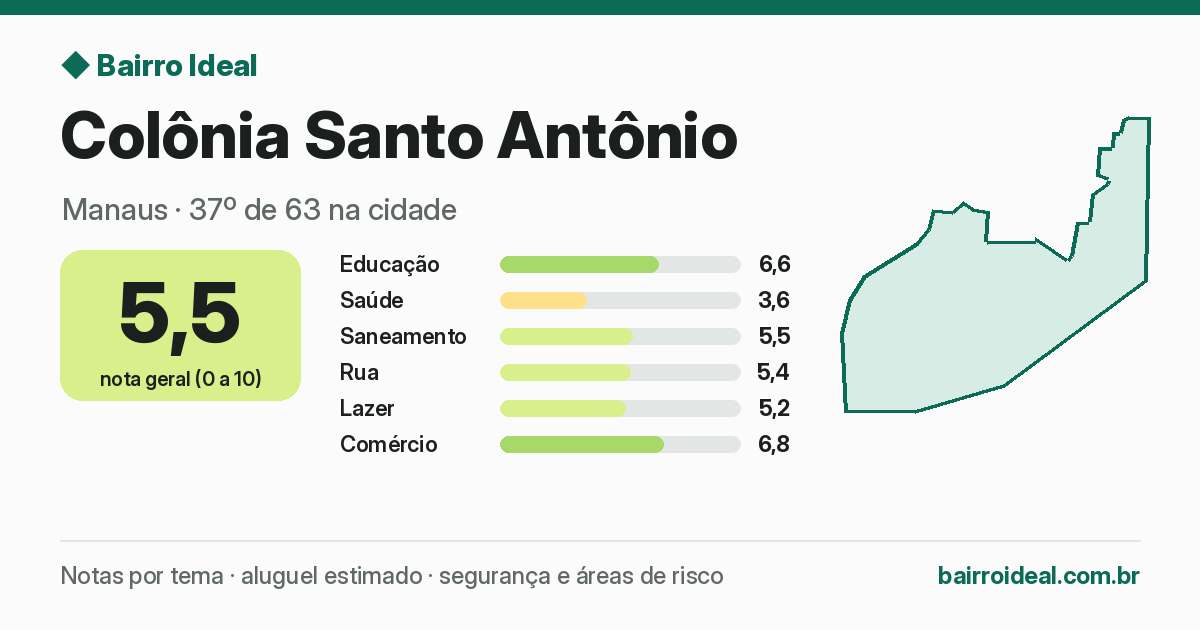 Bairro Ideal
Colônia Santo Antônio
Manaus · 37º de 63 na cidade
5,5
nota geral (0 a 10)
Educação 6,6
Saúde 3,6
Saneamento 5,5
Rua 5,4
Lazer 5,2
Comércio 6,8
Notas por tema · aluguel estimado · segurança e áreas de risco
bairroideal.com.br